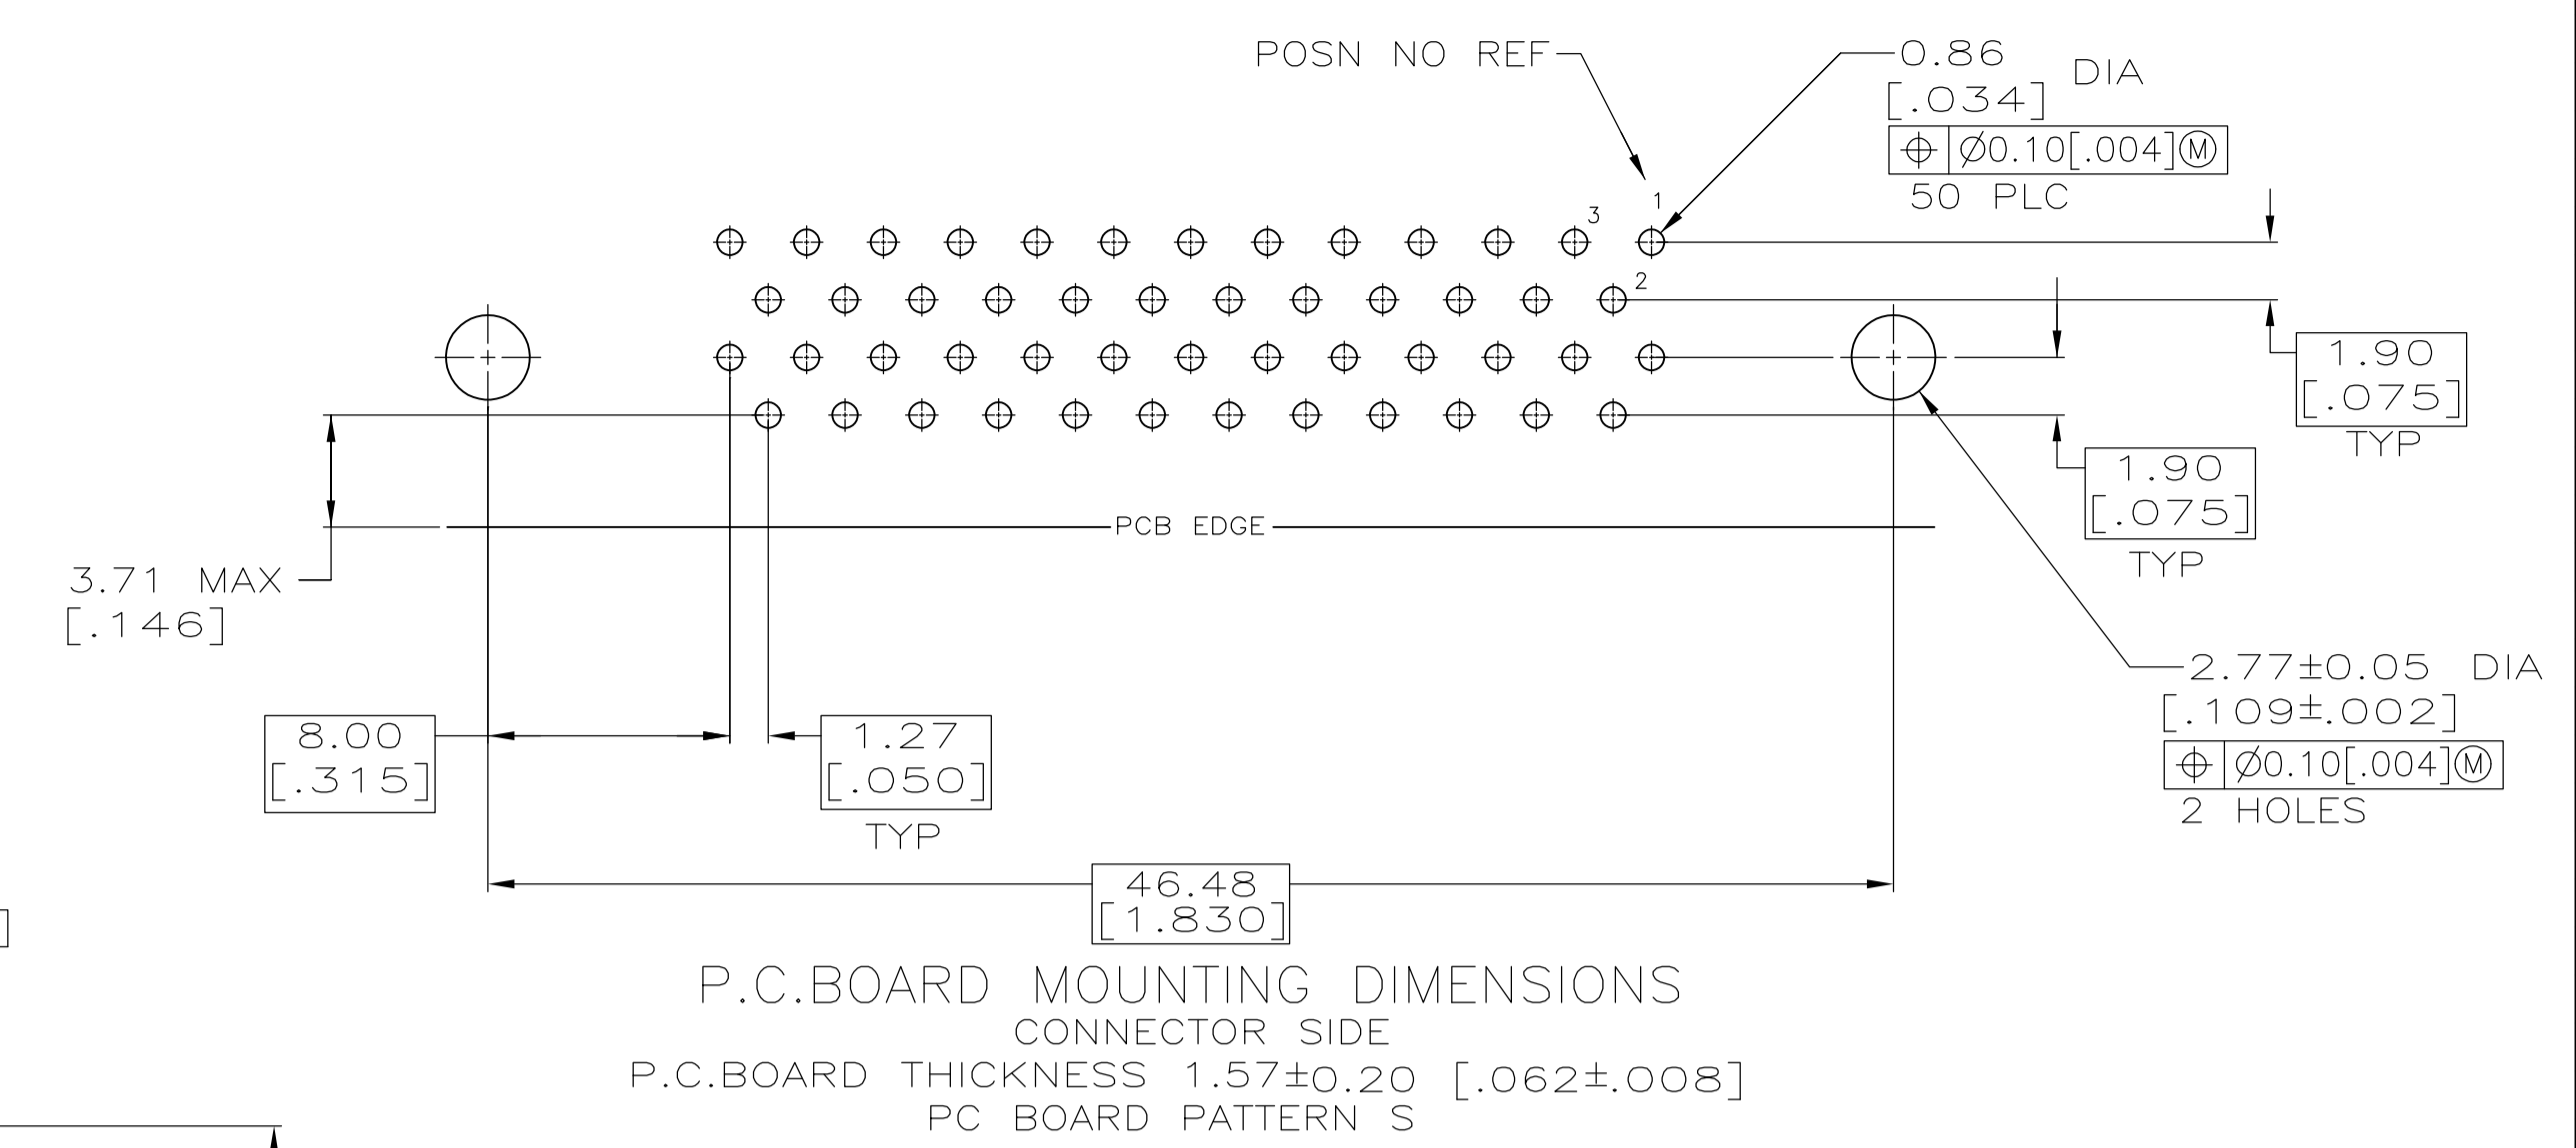 POSN NO REF
0.86
[.034] DIA
⌖ Ø0.10[.004]Ⓜ
50 PLC
1
3
2
1.90
[.075]
TYP
1.90
[.075]
TYP
PCB EDGE
3.71 MAX
[.146]
2.77±0.05 DIA
[.109±.002]
⌖ Ø0.10[.004]Ⓜ
2 HOLES
8.00
[.315]
1.27
[.050]
TYP
46.48
[1.830]
]
P.C.BOARD MOUNTING DIMENSIONS
CONNECTOR SIDE
P.C.BOARD THICKNESS 1.57±0.20 [.062±.008]
PC BOARD PATTERN S